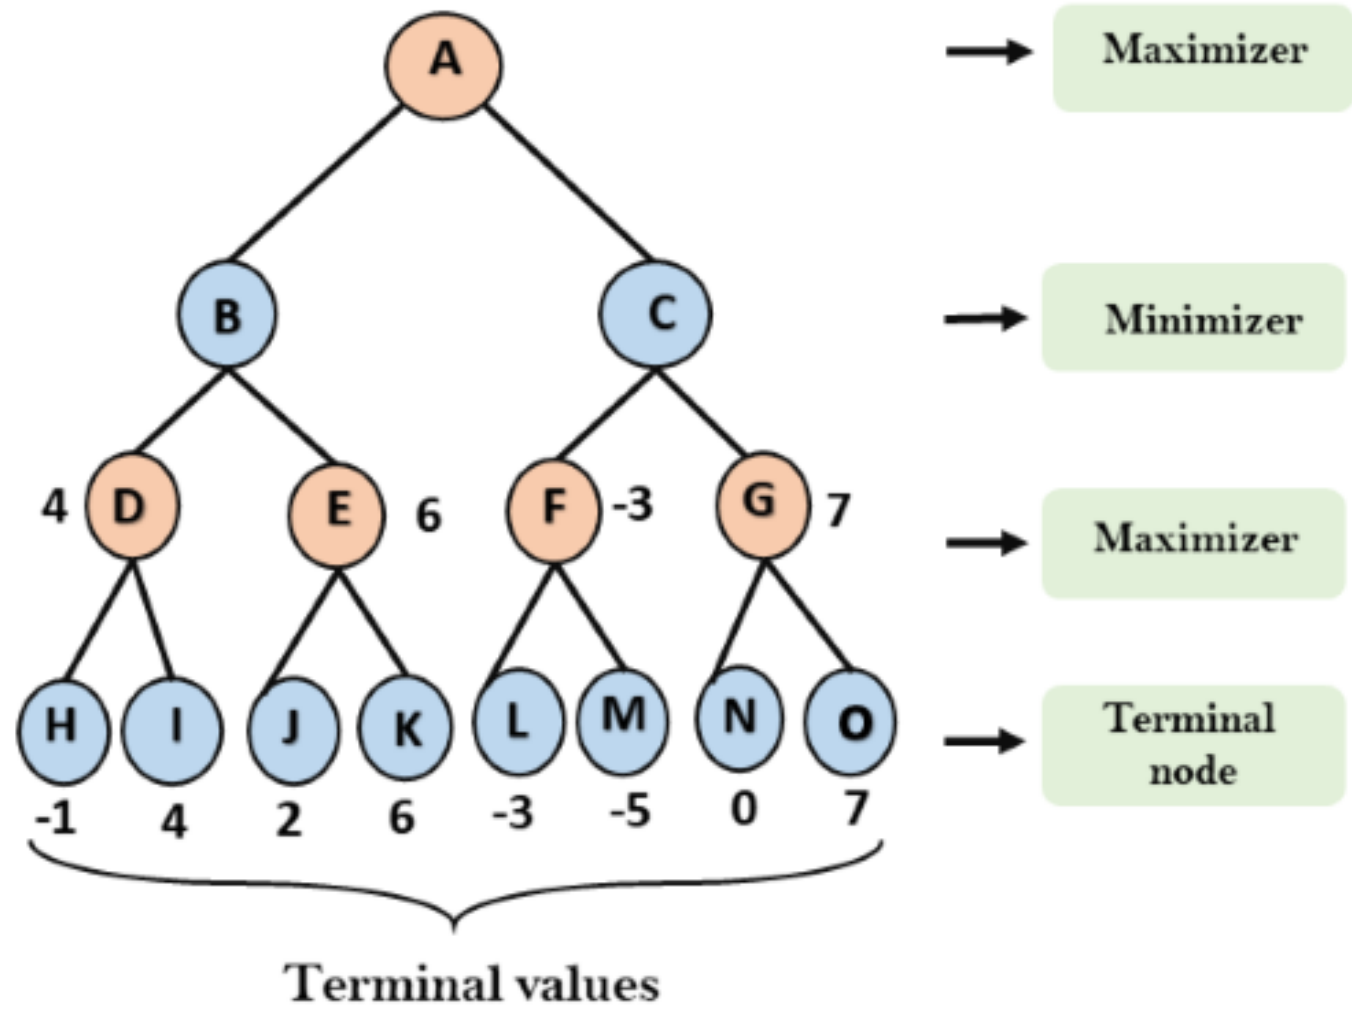 A
Maximizer
B
C
Minimizer
4
D
E
6
F
-3
G
7
Maximizer
H
I
J
K
L
M
N
O
Terminal
node
-1
4
2
6
-3
-5
0
7
Terminal values